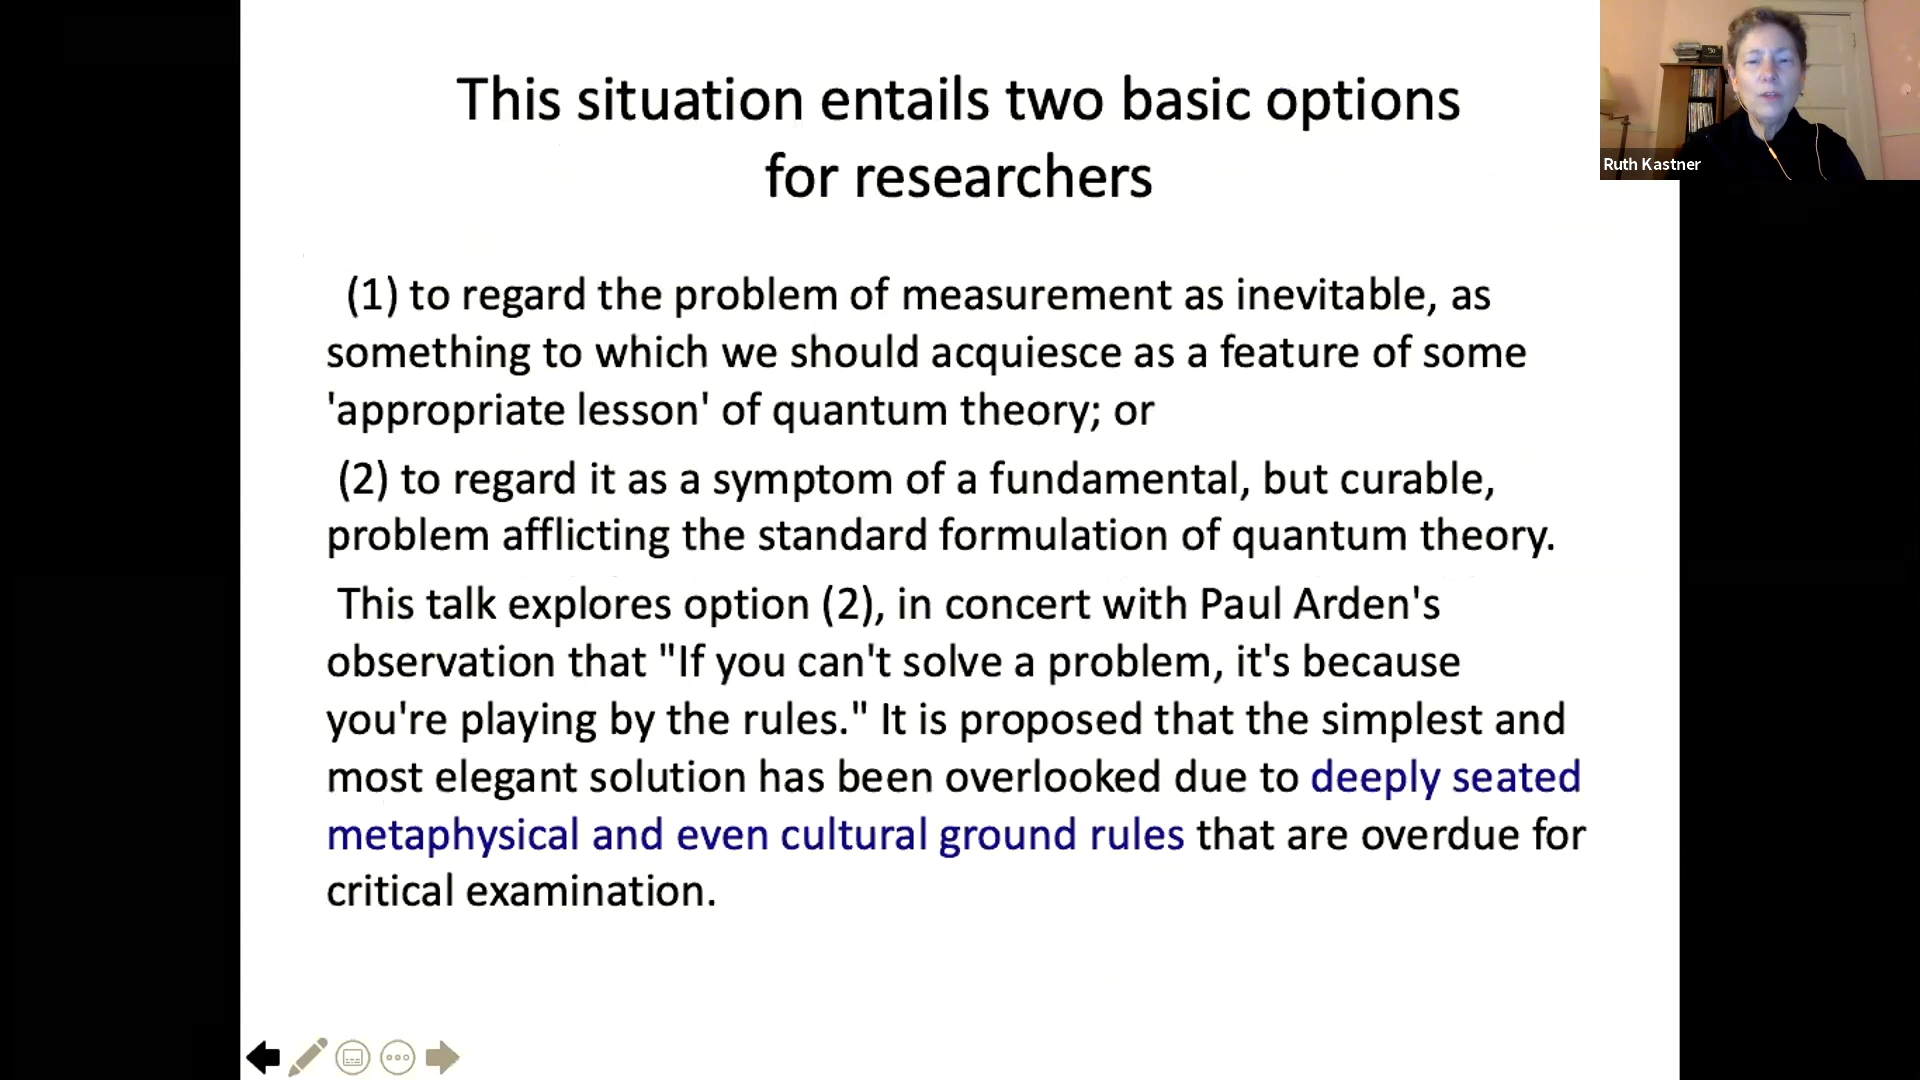 This situation entails two basic options
for researchers
Ruth Kastner
(1) to regard the problem of measurement as inevitable, as
something to which we should acquiesce as a feature of some
'appropriate lesson' of quantum theory; or
(2) to regard it as a symptom of a fundamental, but curable,
problem afflicting the standard formulation of quantum theory.
This talk explores option (2), in concert with Paul Arden's
observation that "If you can't solve a problem, it's because
you're playing by the rules." It is proposed that the simplest and
most elegant solution has been overlooked due to deeply seated
metaphysical and even cultural ground rules that are overdue for
critical examination.